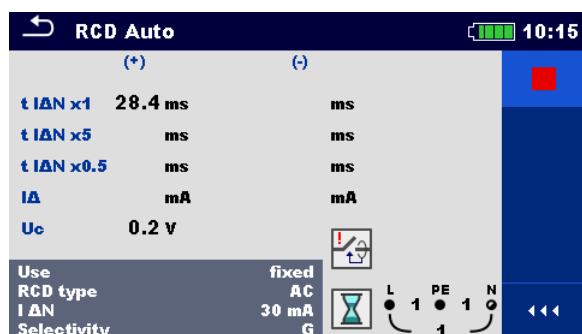 RCD Auto 10:15
(+) (-)
t IΔN x1 28.4 ms ms
t IΔN x5 ms ms
t IΔN x0.5 ms ms
IΔ mA mA
Uc 0.2 V
Use fixed
RCD type AC
I ΔN 30 mA
Selectivity G
L PE N
1 1
1